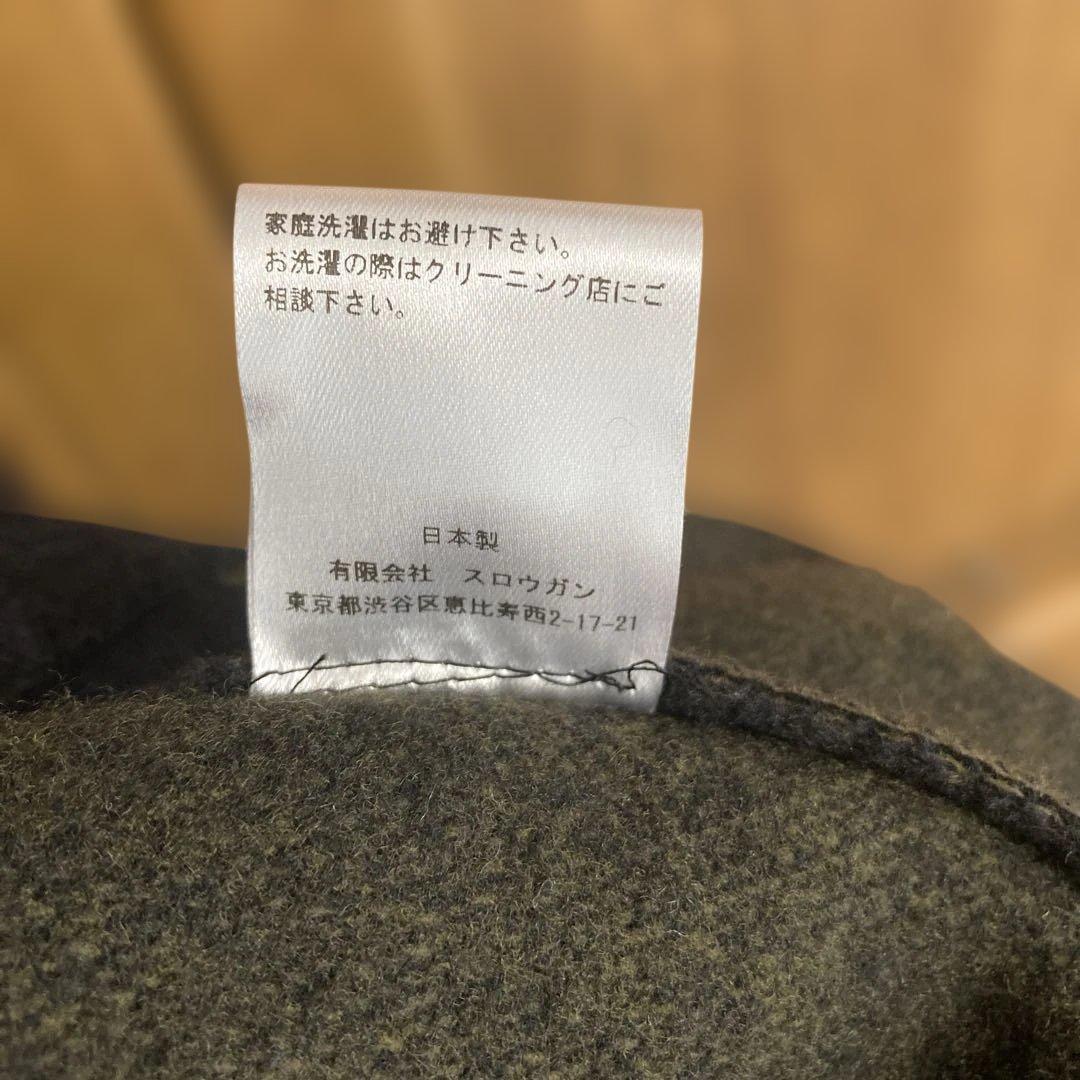 家庭洗濯はお避け下さい。
お洗濯の際はクリーニング店にご
相談下さい。
日本製
有限会社　スロウガン
東京都渋谷区恵比寿西2-17-21